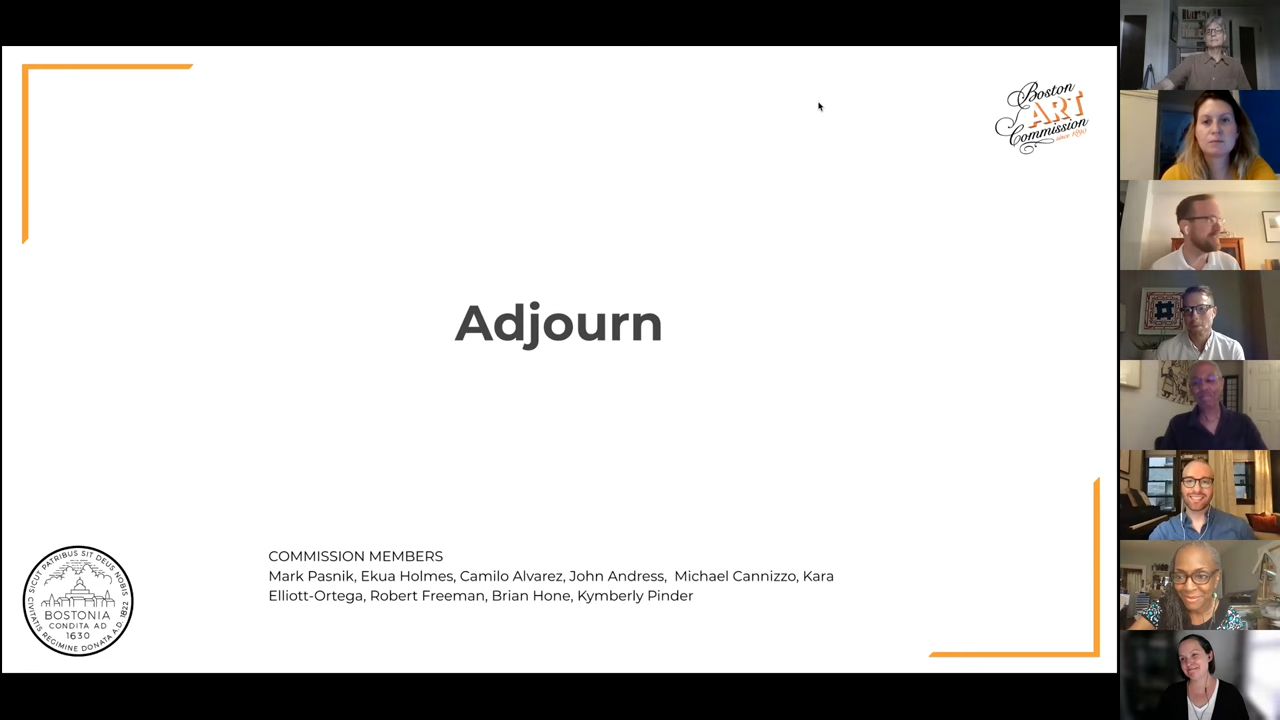 Boston
ART
Commission
since 1890
Adjourn
COMMISSION MEMBERS
Mark Pasnik, Ekua Holmes, Camilo Alvarez, John Andress,  Michael Cannizzo, Kara
Elliott-Ortega, Robert Freeman, Brian Hone, Kymberly Pinder
SICUT PATRIBUS SIT DEUS NOBIS
BOSTONIA
CONDITA AD
1630
CIVITATIS REGIMINE DONATA A.D. 1822